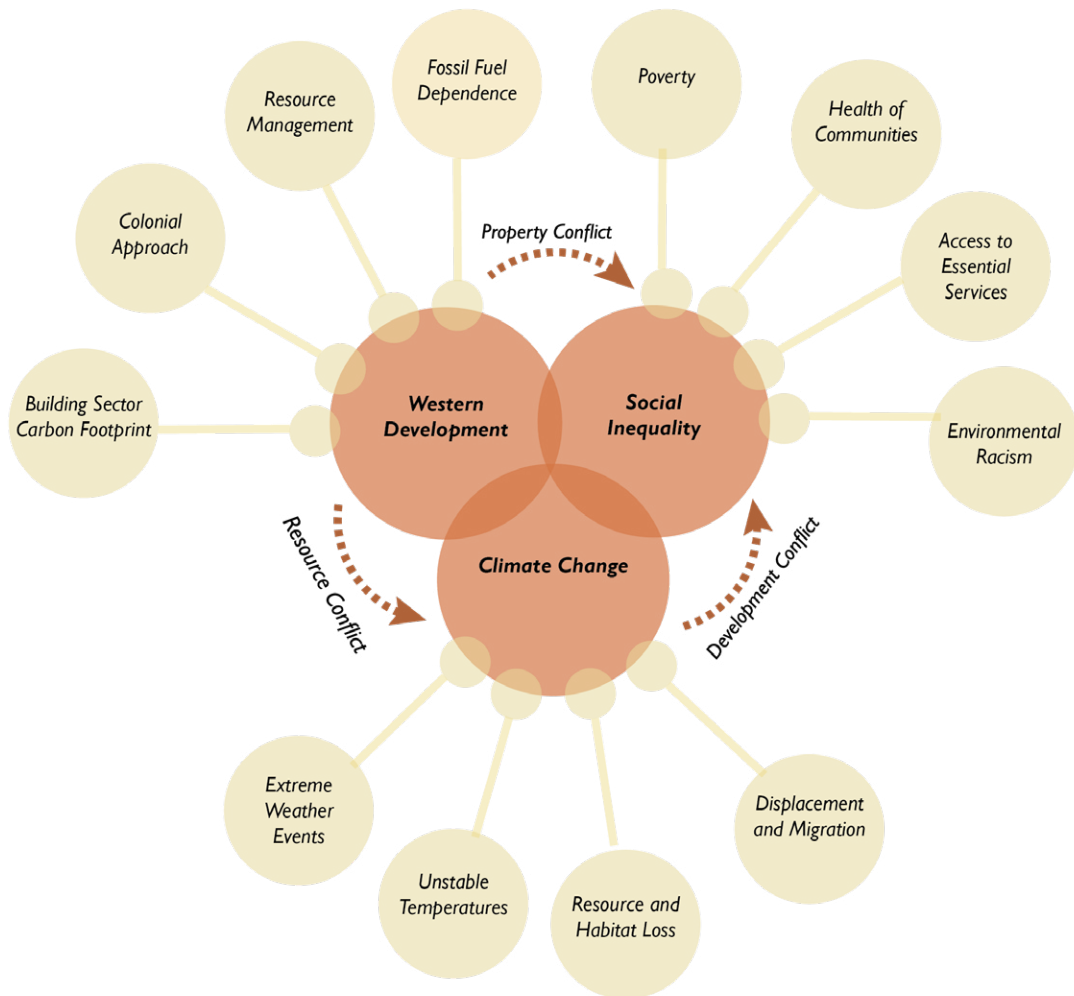 Fossil Fuel
Dependence
Poverty
Resource
Management
Health of
Communities
Colonial
Approach
Property Conflict
Access to
Essential
Services
Building Sector
Carbon Footprint
Western
Development
Social
Inequality
Environmental
Racism
Resource Conflict
Climate Change
Development Conflict
Extreme
Weather
Events
Unstable
Temperatures
Resource and
Habitat Loss
Displacement
and Migration